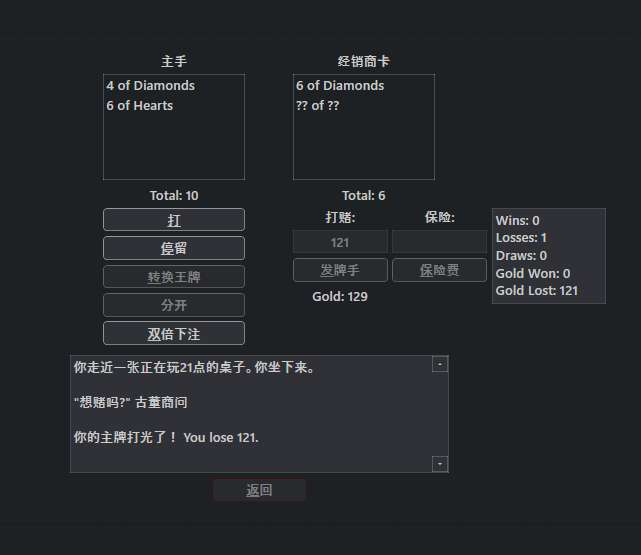 主手
经销商卡
4 of Diamonds
6 of Hearts
6 of Diamonds
?? of ??
Total: 10
Total: 6
打
停留
转换王牌
分开
双倍下注
打赌:
保险:
121
发牌手
保险费
Gold: 129
Wins: 0
Losses: 1
Draws: 0
Gold Won: 0
Gold Lost: 121
你走近一张正在玩21点的桌子。你坐下来。
"想赌吗?" 古董商问
你的主牌打光了！ You lose 121.
返回